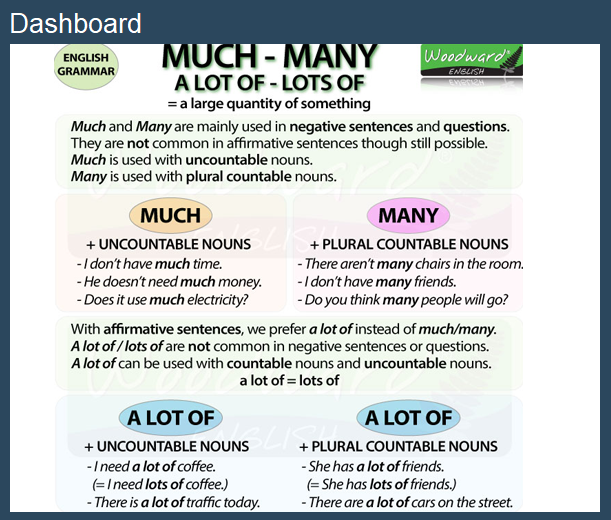 Dashboard
ENGLISH
GRAMMAR
MUCH - MANY
A LOT OF - LOTS OF
= a large quantity of something
Woodward®
ENGLISH
Much and Many are mainly used in negative sentences and questions.
They are not common in affirmative sentences though still possible.
Much is used with uncountable nouns.
Many is used with plural countable nouns.
MUCH
+ UNCOUNTABLE NOUNS
- I don't have much time.
- He doesn't need much money.
- Does it use much electricity?
MANY
+ PLURAL COUNTABLE NOUNS
- There aren't many chairs in the room.
- I don't have many friends.
- Do you think many people will go?
With affirmative sentences, we prefer a lot of instead of much/many.
A lot of / lots of are not common in negative sentences or questions.
A lot of can be used with countable nouns and uncountable nouns.
a lot of = lots of
A LOT OF
+ UNCOUNTABLE NOUNS
- I need a lot of coffee.
(= I need lots of coffee.)
- There is a lot of traffic today.
A LOT OF
+ PLURAL COUNTABLE NOUNS
- She has a lot of friends.
(= She has lots of friends.)
- There are a lot of cars on the street.